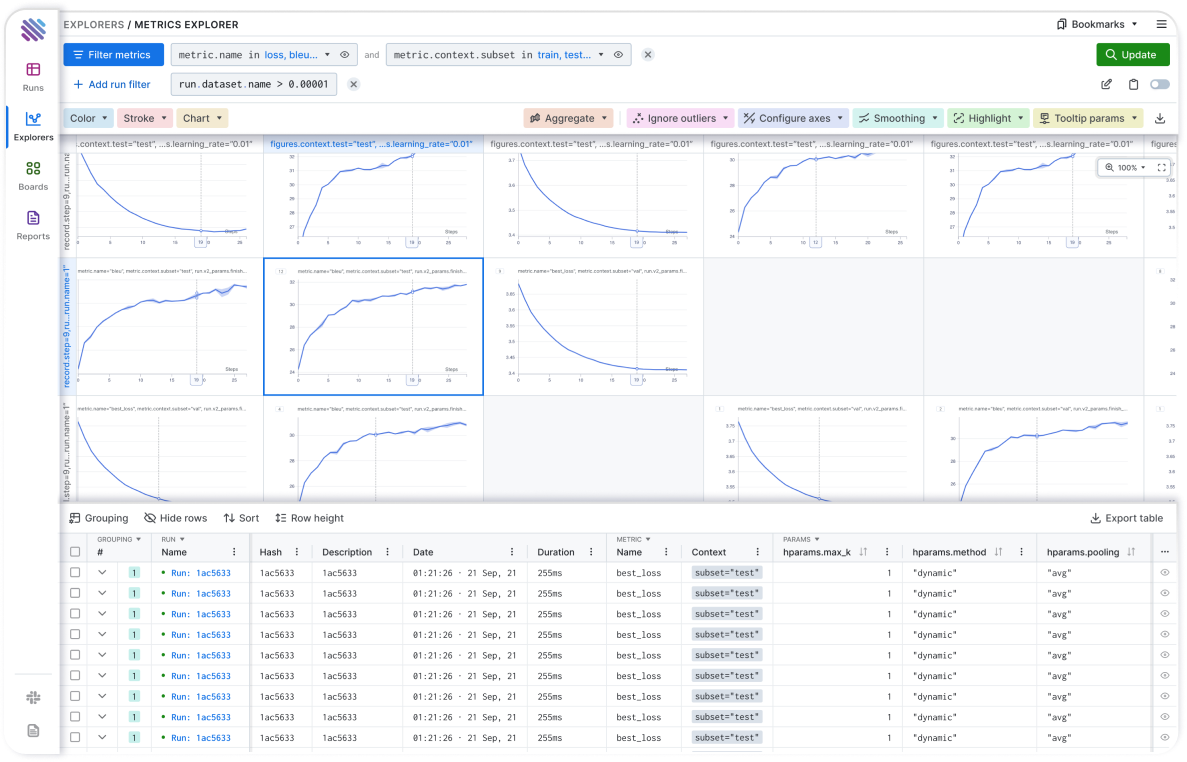 EXPLORERS / METRICS EXPLORER
Bookmarks
Filter metrics
metric.name in loss, bleu...
and
metric.context.subset in train, test...
Update
Add run filter
run.dataset.name > 0.00001
Runs
Explorers
Boards
Reports
Color
Stroke
Chart
Aggregate
Ignore outliers
Configure axes
Smoothing
Highlight
Tooltip params
.context.test="test", ...s.learning_rate="0.01"
figures.context.test="test", ...s.learning_rate="0.01"
figures.context.test="test", ...s.learning_rate="0.01"
figures.context.test="test", ...s.learning_rate="0.01"
figures.context.test="test", ...s.learning_rate="0.01"
figures
100%
record.step=9,ru...run.na
Steps
Steps
Steps
Steps
Steps
record.step=9,ru...run.name=1"
metric.name="bleu", metric.context.subset="test", run.v2_params.finish...
12
metric.name="bleu", metric.context.subset="test", run.v2_params.finish...
metric.name="best_loss", metric.context.subset="val", run.v2_params.fi...
8
Steps
Steps
Steps
d.step=9,ru...run.name=1"
metric.name="best_loss", metric.context.subset="val", run.v2_params.fi...
4
metric.name="bleu", metric.context.subset="test", run.v2_params.finish...
1
metric.name="best_loss", metric.context.subset="val", run.v2_params.fi...
2
metric.name="bleu", metric.context.subset="val", run.v2_params.finish...
Grouping
Hide rows
Sort
Row height
Export table
GROUPING
RUN
METRIC
PARAMS
# Name Hash Description Date Duration Name Context hparams.max_k hparams.method hparams.pooling
1 Run: 1ac5633 1ac5633 1ac5633 01:21:26 · 21 Sep, 21 255ms best_loss subset="test" 1 "dynamic" "avg"
1 Run: 1ac5633 1ac5633 1ac5633 01:21:26 · 21 Sep, 21 255ms best_loss subset="test" 1 "dynamic" "avg"
1 Run: 1ac5633 1ac5633 1ac5633 01:21:26 · 21 Sep, 21 255ms best_loss subset="test" 1 "dynamic" "avg"
1 Run: 1ac5633 1ac5633 1ac5633 01:21:26 · 21 Sep, 21 255ms best_loss subset="test" 1 "dynamic" "avg"
1 Run: 1ac5633 1ac5633 1ac5633 01:21:26 · 21 Sep, 21 255ms best_loss subset="test" 1 "dynamic" "avg"
1 Run: 1ac5633 1ac5633 1ac5633 01:21:26 · 21 Sep, 21 255ms best_loss subset="test" 1 "dynamic" "avg"
1 Run: 1ac5633 1ac5633 1ac5633 01:21:26 · 21 Sep, 21 255ms best_loss subset="test" 1 "dynamic" "avg"
1 Run: 1ac5633 1ac5633 1ac5633 01:21:26 · 21 Sep, 21 255ms best_loss subset="test" 1 "dynamic" "avg"
1 Run: 1ac5633 1ac5633 1ac5633 01:21:26 · 21 Sep, 21 255ms best_loss subset="test" 1 "dynamic" "avg"